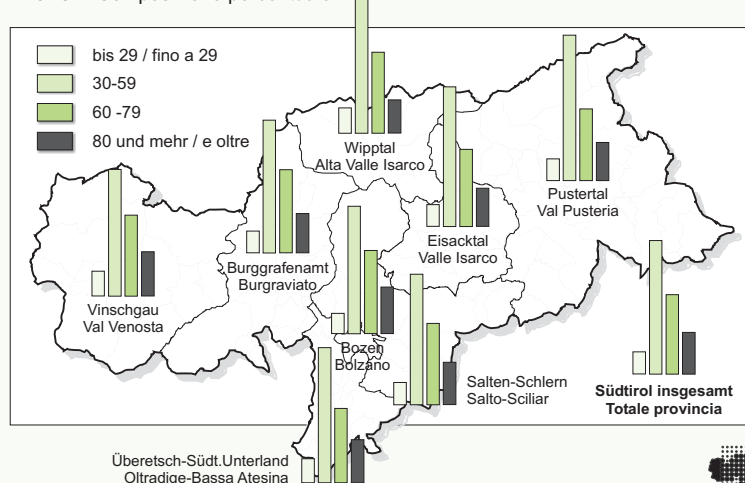 bis 29 / fino a 29
30-59
60 -79
80 und mehr / e oltre
Wipptal
Alta Valle Isarco
Pustertal
Val Pusteria
Eisacktal
Valle Isarco
Burggrafenamt
Burgraviato
Vinschgau
Val Venosta
Bozen
Bolzano
Salten-Schlern
Salto-Sciliar
Südtirol insgesamt
Totale provincia
Überetsch-Südt.Unterland
Oltradige-Bassa Atesina